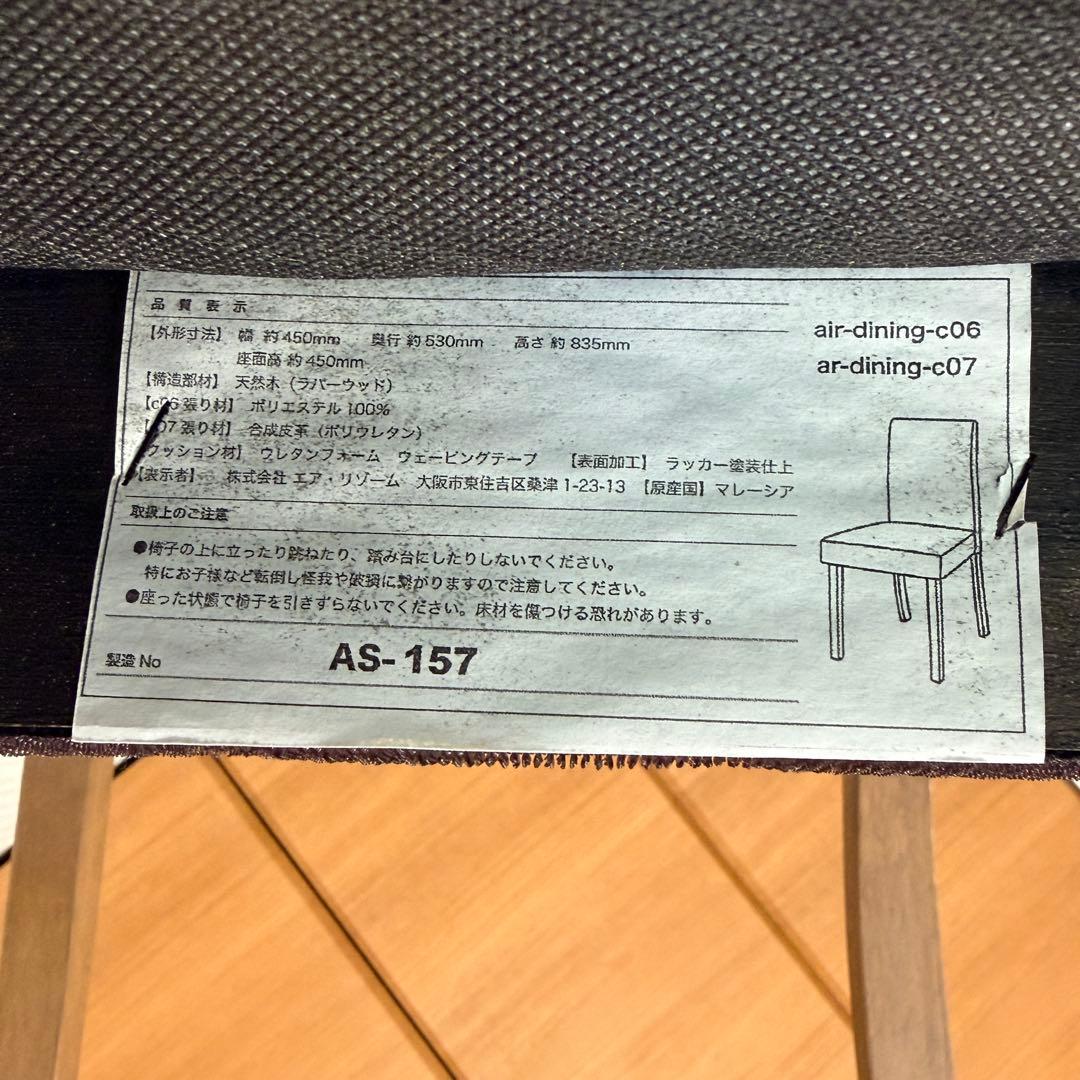 品質表示
air-dining-c06
ar-dining-c07
【外形寸法】 幅 約450mm 奥行 約530mm 高さ 約835mm
座面高 約450mm
【構造部材】 天然木（ラバーウッド）
【c06張り材】 ポリエステル 100%
07張り材】 合成皮革（ポリウレタン）
クッション材】 ウレタンフォーム ウェービングテープ 【表面加工】 ラッカー塗装仕上
【表示者】 株式会社 エア・リゾーム 大阪市東住吉区桑津 1-23-13 【原産国】マレーシア
取扱上のご注意
●椅子の上に立ったり跳ねたり、踏み台にしたりしないでください。
特にお子様など転倒し怪我や破損に繋がりますので注意してください。
●座った状態で椅子を引きずらないでください。床材を傷つける恐れがあります。
製造 No AS-157